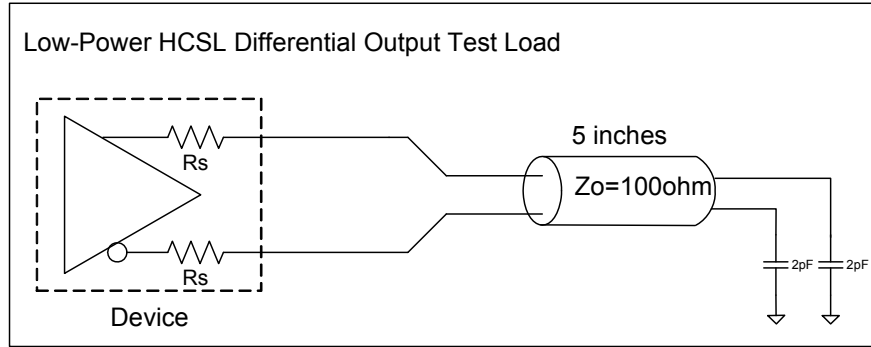 Low-Power HCSL Differential Output Test Load
Rs
5 inches
Zo=100ohm
Rs
2pF
2pF
Device